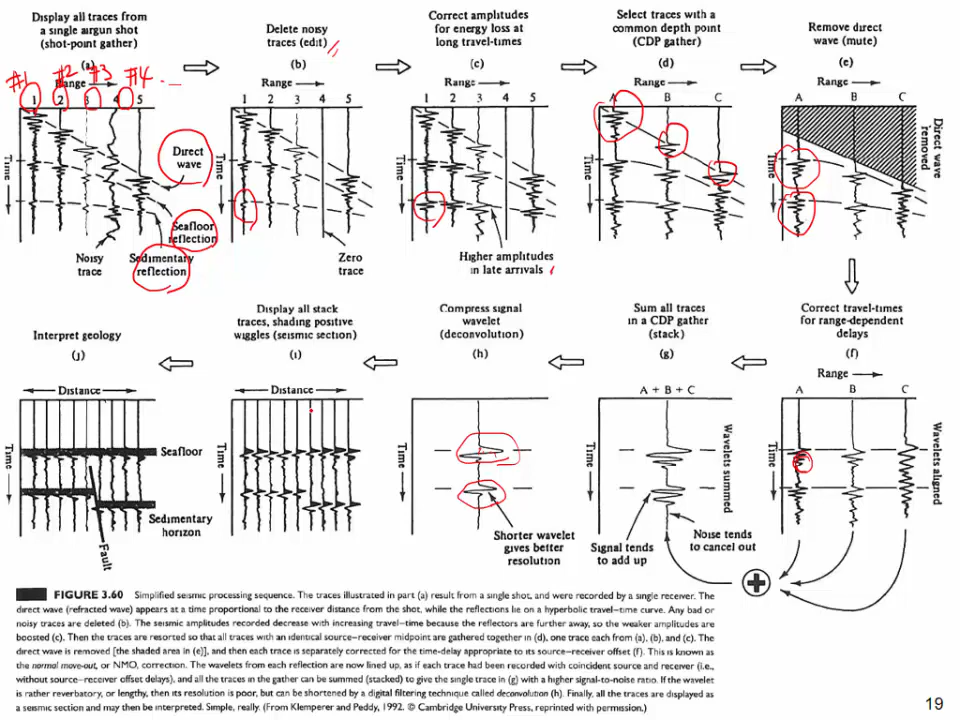 Display all traces from
a single airgun shot
(shot-point gather)
(a)
Range
#1 #2 #3 #4
1 2 3 4 5
Time
Direct
wave
Seafloor
reflection
Noisy
trace
Sedimentary
reflection
Delete noisy
traces (edit)
(b)
Range
1 2 3 4 5
Time
Zero
trace
Correct amplitudes
for energy loss at
long travel-times
(c)
Range
1 2 3 4 5
Time
Higher amplitudes
in late arrivals
Select traces with a
common depth point
(CDP gather)
(d)
Range
A B C
Time
Remove direct
wave (mute)
(e)
Range
A B C
Time
Direct wave
removed
Correct travel-times
for range-dependent
delays
(f)
Range
A B C
Time
Wavelets aligned
Sum all traces
in a CDP gather
(stack)
(g)
A + B + C
Time
Wavelets summed
Signal tends
to add up
Noise tends
to cancel out
+
Compress signal
wavelet
(deconvolution)
(h)
Time
Shorter wavelet
gives better
resolution
Display all stack
traces, shading positive
wiggles (seismic section)
(i)
Distance
Time
Interpret geology
(j)
Distance
Time
Seafloor
Sedimentary
horizon
Fault
FIGURE 3.60 Simplified seismic processing sequence. The traces illustrated in part (a) result from a single shot, and were recorded by a single receiver. The
direct wave (refracted wave) appears at a time proportional to the receiver distance from the shot, while the reflections lie on a hyperbolic travel-time curve. Any bad or
noisy traces are deleted (b). The seismic amplitudes recorded decrease with increasing travel-time because the reflectors are further away, so the weaker amplitudes are
boosted (c). Then the traces are resorted so that all traces with an identical source-receiver midpoint are gathered together in (d), one trace each from (a), (b), and (c). The
direct wave is removed [the shaded area in (e)], and then each trace is separately corrected for the time-delay appropriate to its source-receiver offset (f). This is known as
the normal move-out, or NMO, correction. The wavelets from each reflection are now lined up, as if each trace had been recorded with coincident source and receiver (i.e.,
without source-receiver offset delays), and all the traces in the gather can be summed (stacked) to give the single trace in (g) with a higher signal-to-noise ratio. If the wavelet
is rather reverbatory, or lengthy, then its resolution is poor, but can be shortened by a digital filtering technique called deconvolution (h). Finally, all the traces are displayed as
a seismic section and may then be interpreted. Simple, really. (From Klemperer and Peddy, 1992. © Cambridge University Press, reprinted with permission.)
19